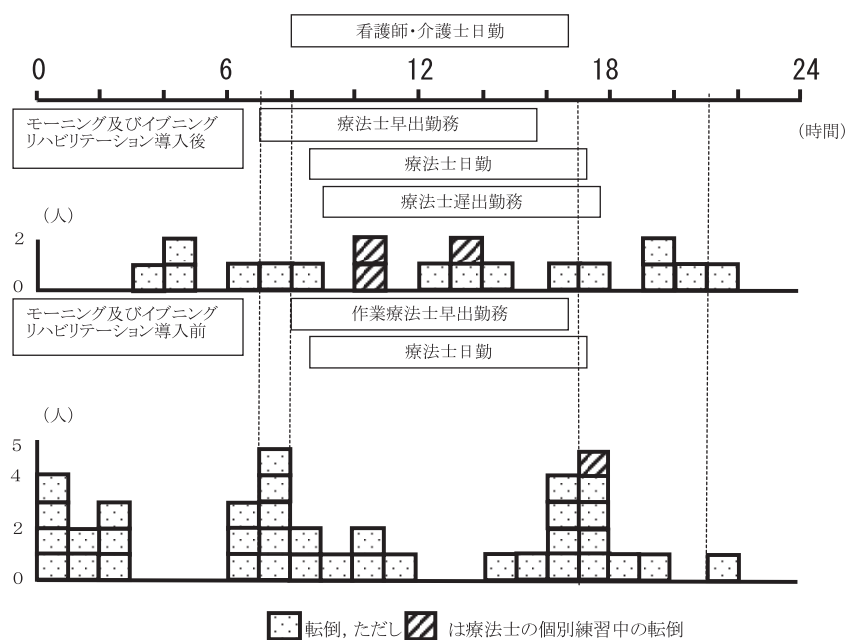 看護師・介護士日勤
0 6 12 18 24
(時間)
モーニング及びイブニング
リハビリテーション導入後
療法士早出勤務
療法士日勤
療法士遅出勤務
(人)
2
0
モーニング及びイブニング
リハビリテーション導入前
作業療法士早出勤務
療法士日勤
(人)
5
4
2
0
転倒, ただし は療法士の個別練習中の転倒